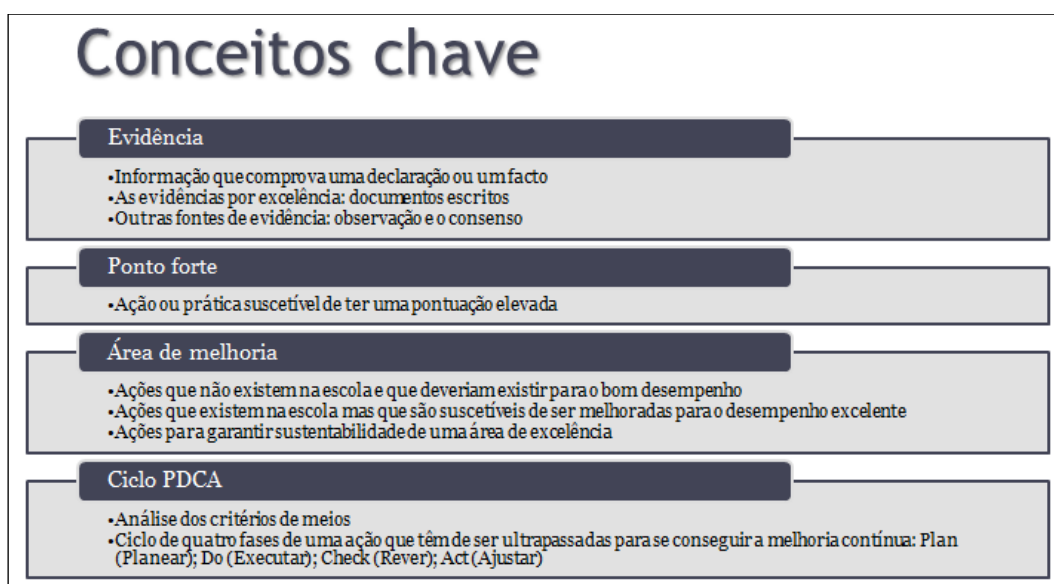 Conceitos chave
Evidência
•Informação que comprova uma declaração ou um facto
•As evidências por excelência: documentos escritos
•Outras fontes de evidência: observação e o consenso
Ponto forte
•Ação ou prática suscetível de ter uma pontuação elevada
Área de melhoria
•Ações que não existem na escola e que deveriam existir para o bom desempenho
•Ações que existem na escola mas que são suscetíveis de ser melhoradas para o desempenho excelente
•Ações para garantir sustentabilidade de uma área de excelência
Ciclo PDCA
•Análise dos critérios de meios
•Ciclo de quatro fases de uma ação que têm de ser ultrapassadas para se conseguir a melhoria contínua: Plan
(Planear); Do (Executar); Check (Rever); Act (Ajustar)